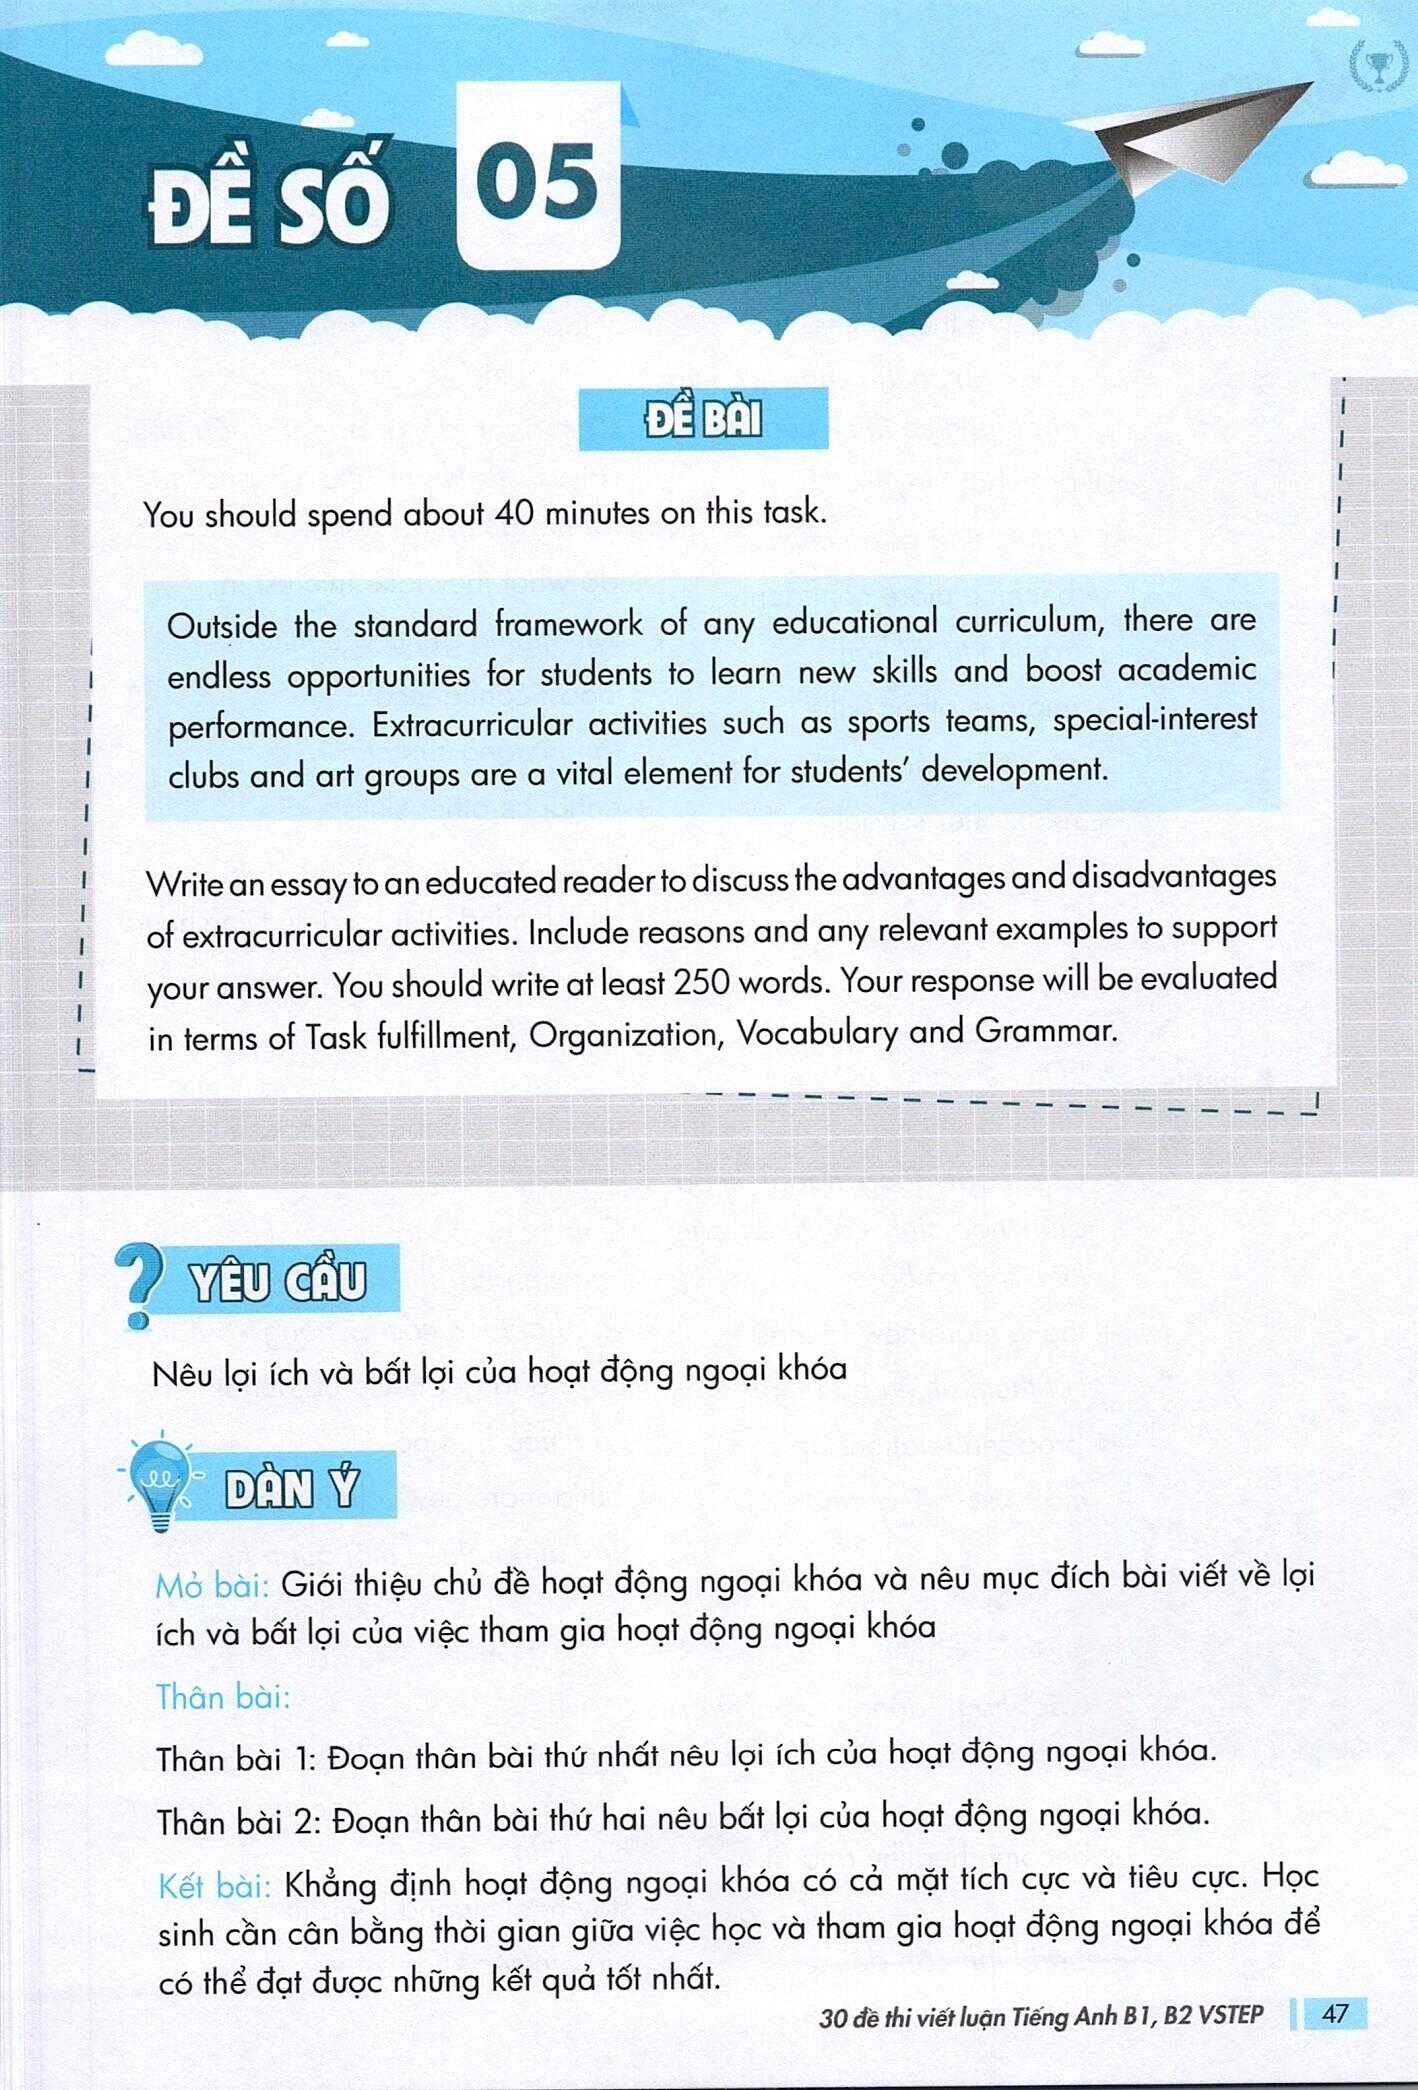 ĐỀ SỐ
05
ĐỀ BÀI
You should spend about 40 minutes on this task.
Outside the standard framework of any educational curriculum, there are
endless opportunities for students to learn new skills and boost academic
performance. Extracurricular activities such as sports teams, special-interest
clubs and art groups are a vital element for students' development.
Write an essay to an educated reader to discuss the advantages and disadvantages
of extracurricular activities. Include reasons and any relevant examples to support
your answer. You should write at least 250 words. Your response will be evaluated
in terms of Task fulfillment, Organization, Vocabulary and Grammar.
YÊU CẦU
Nêu lợi ích và bất lợi của hoạt động ngoại khóa
DÀN Ý
Mở bài: Giới thiệu chủ đề hoạt động ngoại khóa và nêu mục đích bài viết về lợi
ích và bất lợi của việc tham gia hoạt động ngoại khóa
Thân bài:
Thân bài 1: Đoạn thân bài thứ nhất nêu lợi ích của hoạt động ngoại khóa.
Thân bài 2: Đoạn thân bài thứ hai nêu bất lợi của hoạt động ngoại khóa.
Kết bài: Khẳng định hoạt động ngoại khóa có cả mặt tích cực và tiêu cực. Học
sinh cần cân bằng thời gian giữa việc học và tham gia hoạt động ngoại khóa để
có thể đạt được những kết quả tốt nhất.
30 đề thi viết luận Tiếng Anh B1, B2 VSTEP 47